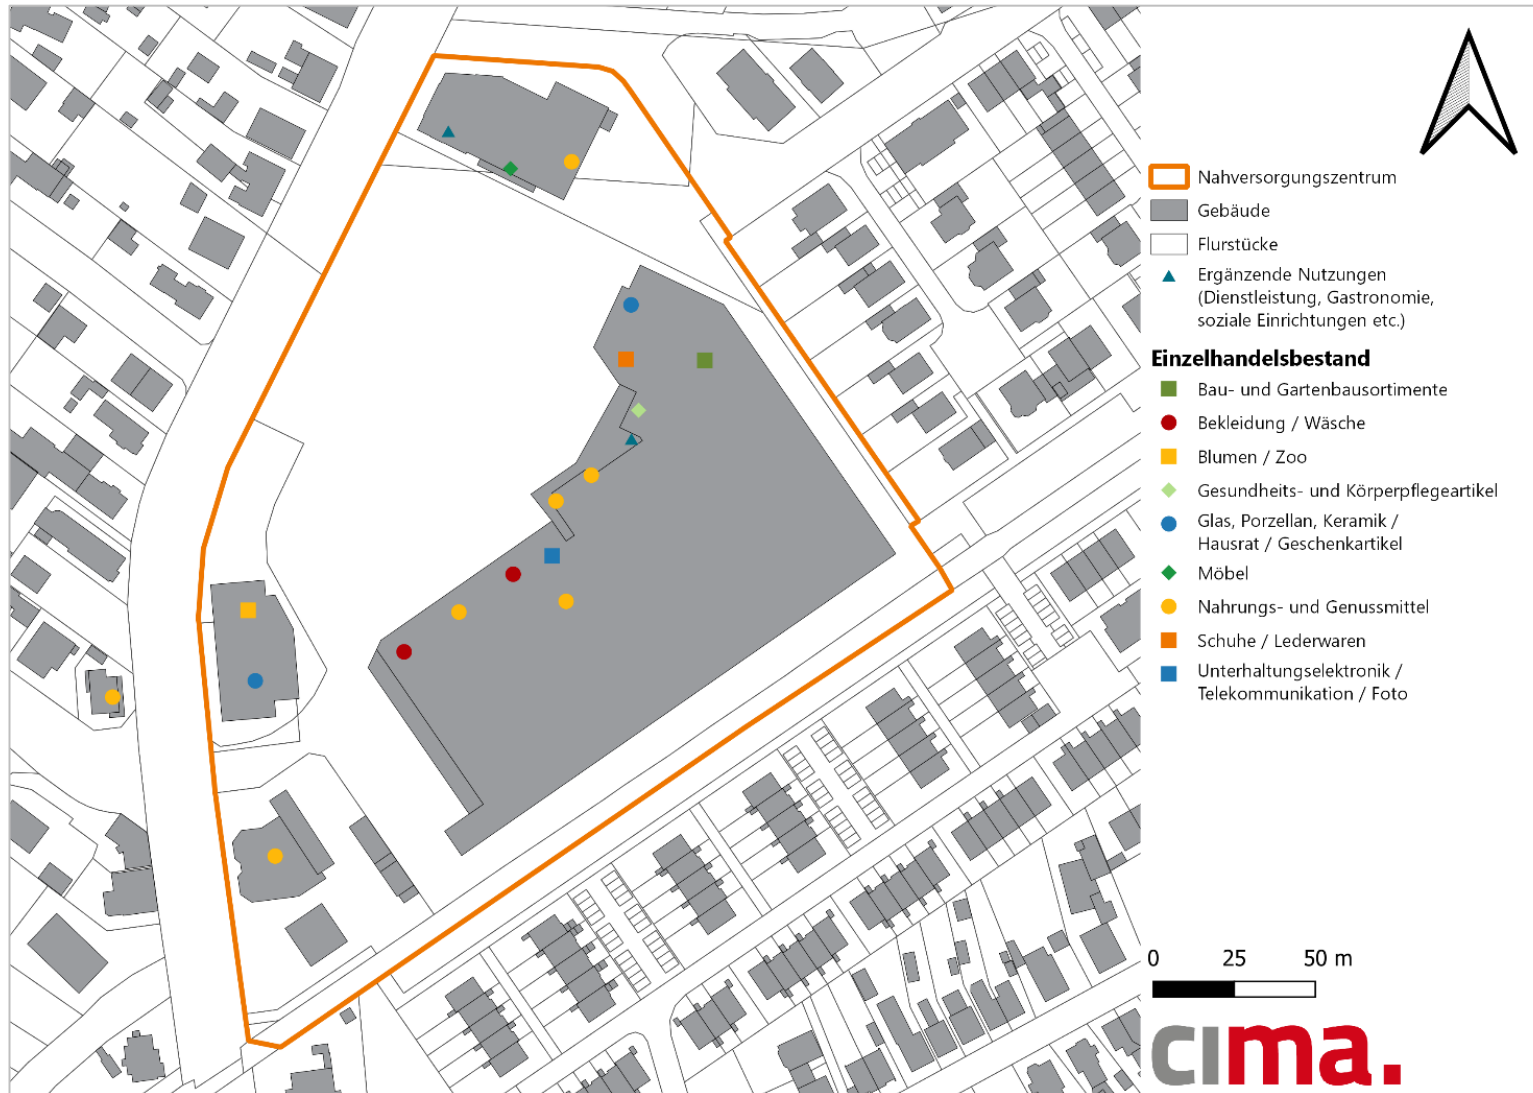 Nahversorgungszentrum
Gebäude
Flurstücke
Ergänzende Nutzungen
(Dienstleistung, Gastronomie,
soziale Einrichtungen etc.)
Einzelhandelsbestand
Bau- und Gartenbausortimente
Bekleidung / Wäsche
Blumen / Zoo
Gesundheits- und Körperpflegeartikel
Glas, Porzellan, Keramik /
Hausrat / Geschenkartikel
Möbel
Nahrungs- und Genussmittel
Schuhe / Lederwaren
Unterhaltungselektronik /
Telekommunikation / Foto
0 25 50 m
cima.